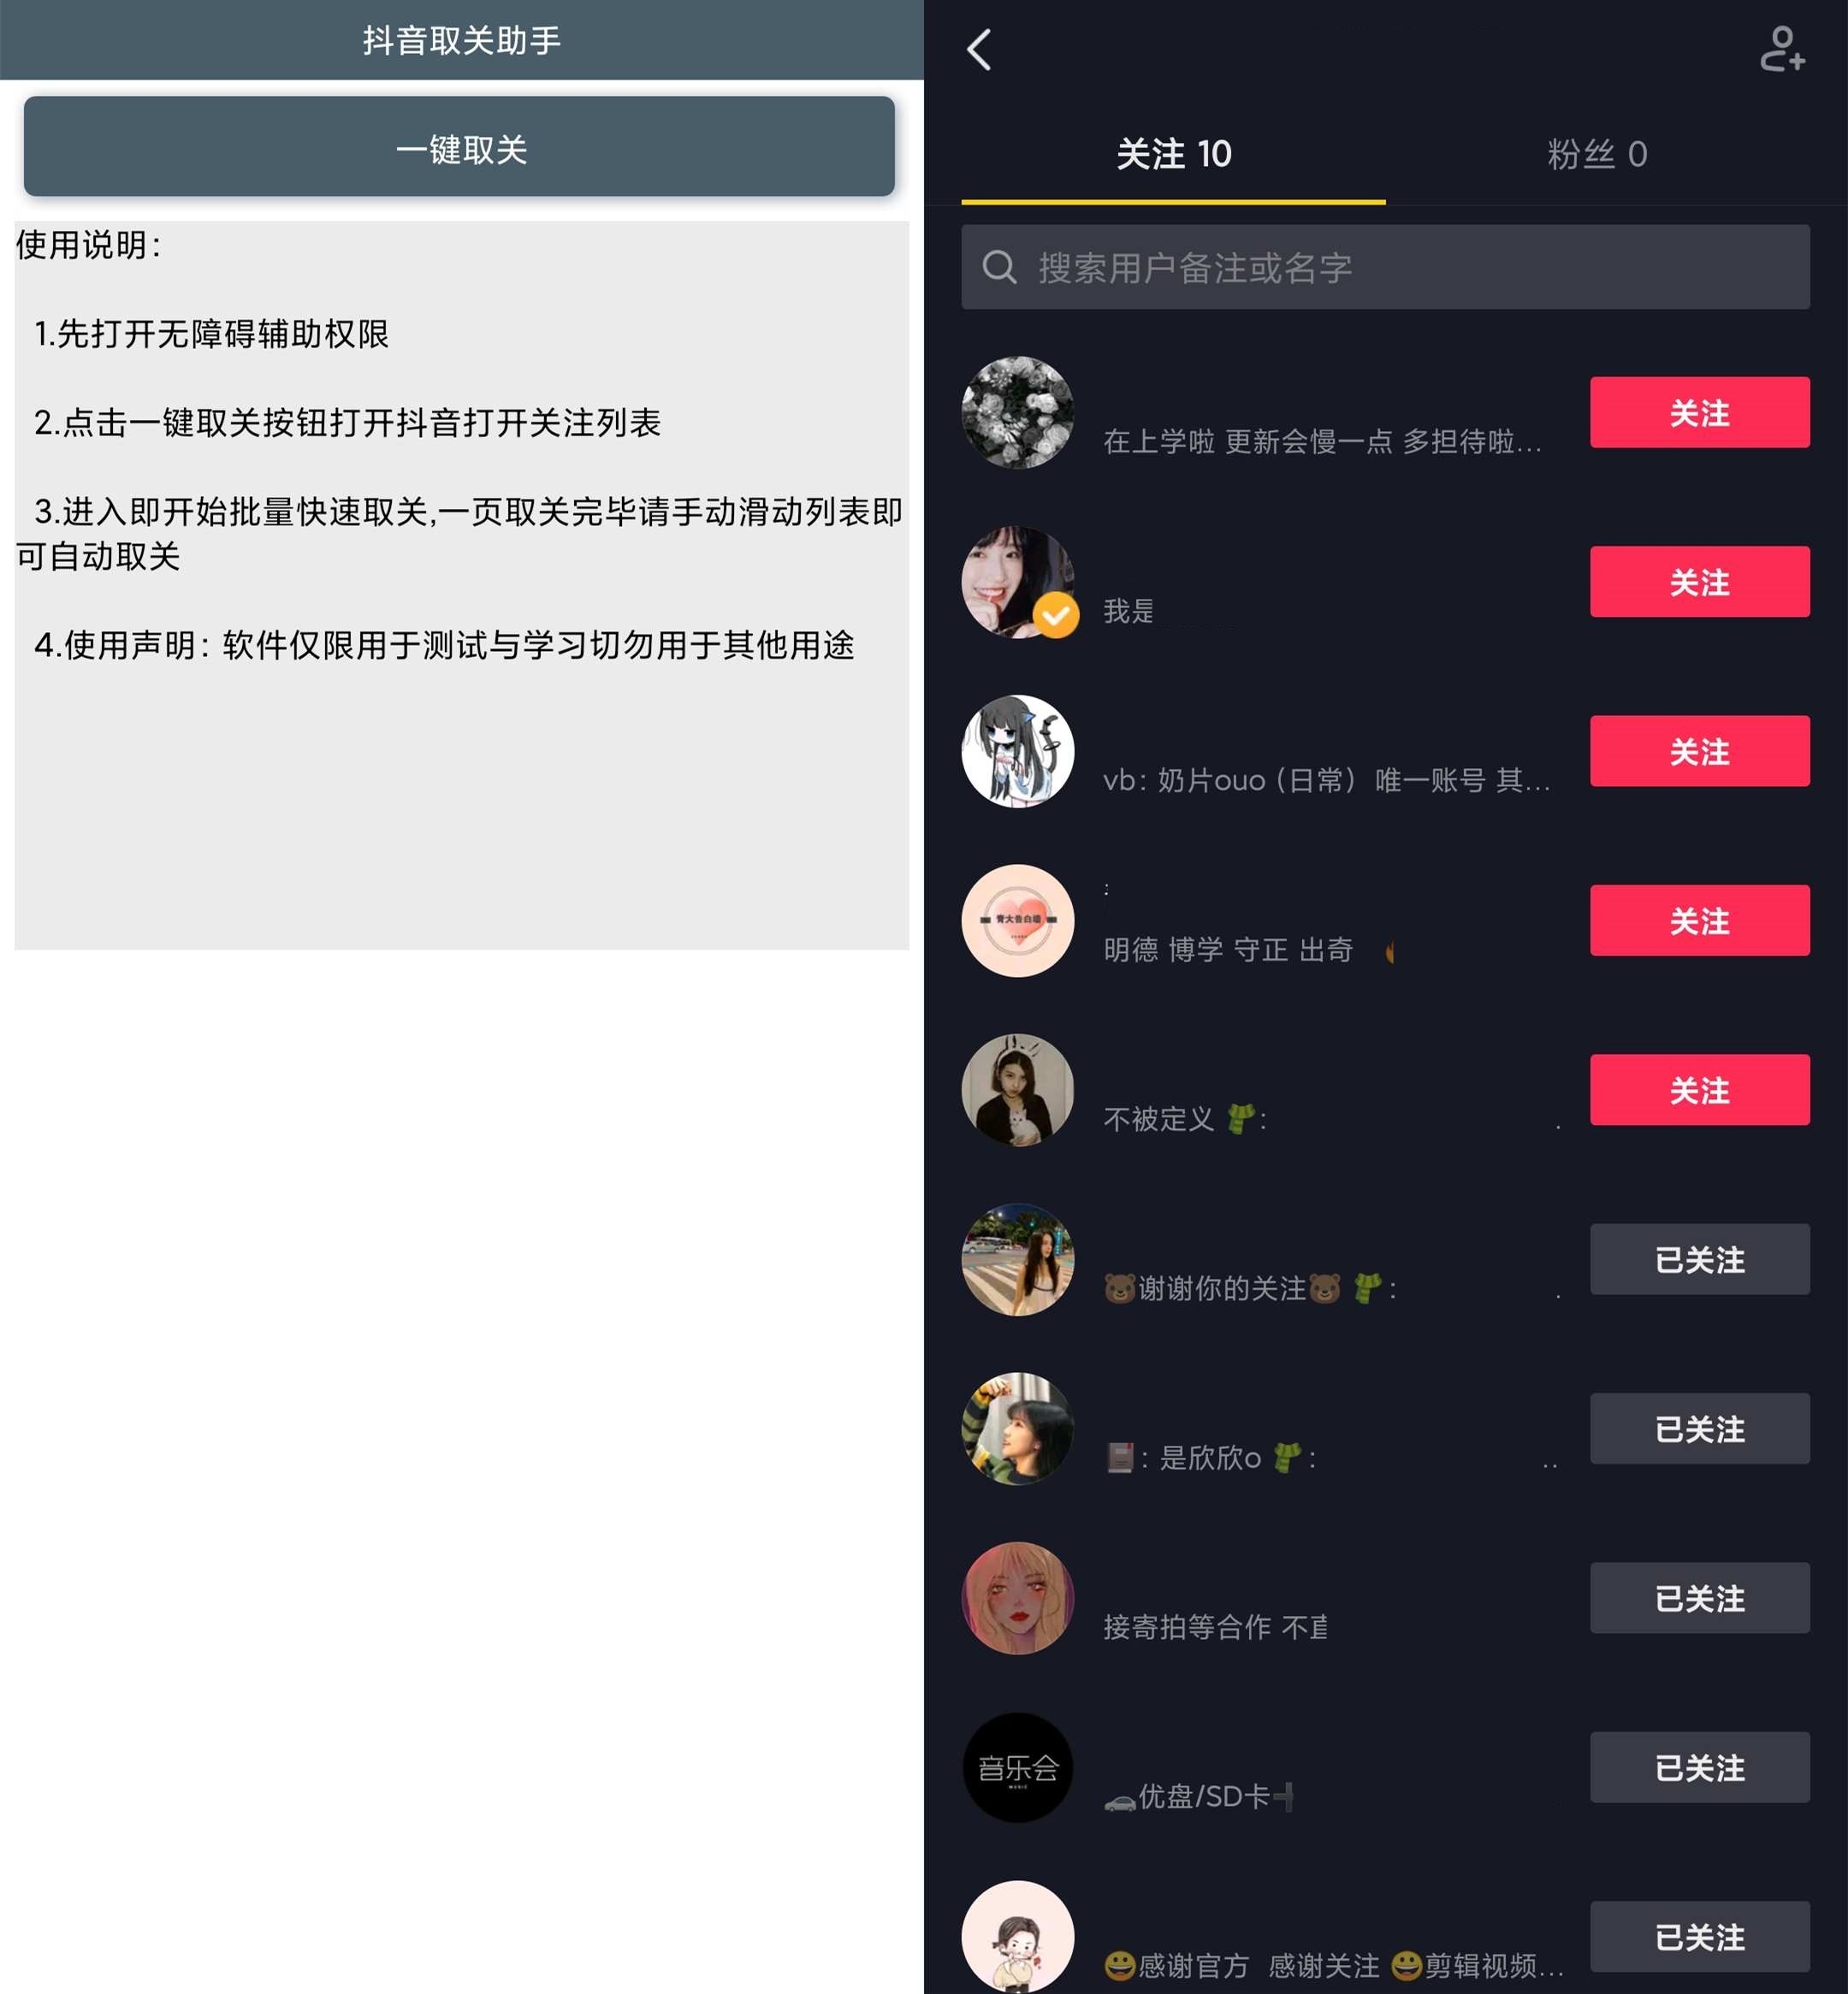 抖音取关助手
一键取关
使用说明：
1.先打开无障碍辅助权限
2.点击一键取关按钮打开抖音打开关注列表
3.进入即开始批量快速取关,一页取关完毕请手动滑动列表即
可自动取关
4.使用声明：软件仅限用于测试与学习切勿用于其他用途
关注 10
粉丝 0
搜索用户备注或名字
在上学啦 更新会慢一点 多担待啦...
关注
我是
关注
vb：奶片ouo（日常） 唯一账号 其...
关注
:
青大告白墙
明德 博学 守正 出奇
关注
不被定义 🧣:
关注
🐻谢谢你的关注🐻 🧣:
已关注
📕: 是欣欣o 🧣:
已关注
接寄拍等合作 不
已关注
音乐会
MUSIC
🚗优盘/SD卡➕
已关注
😀感谢官方 感谢关注 😀剪辑视频...
已关注